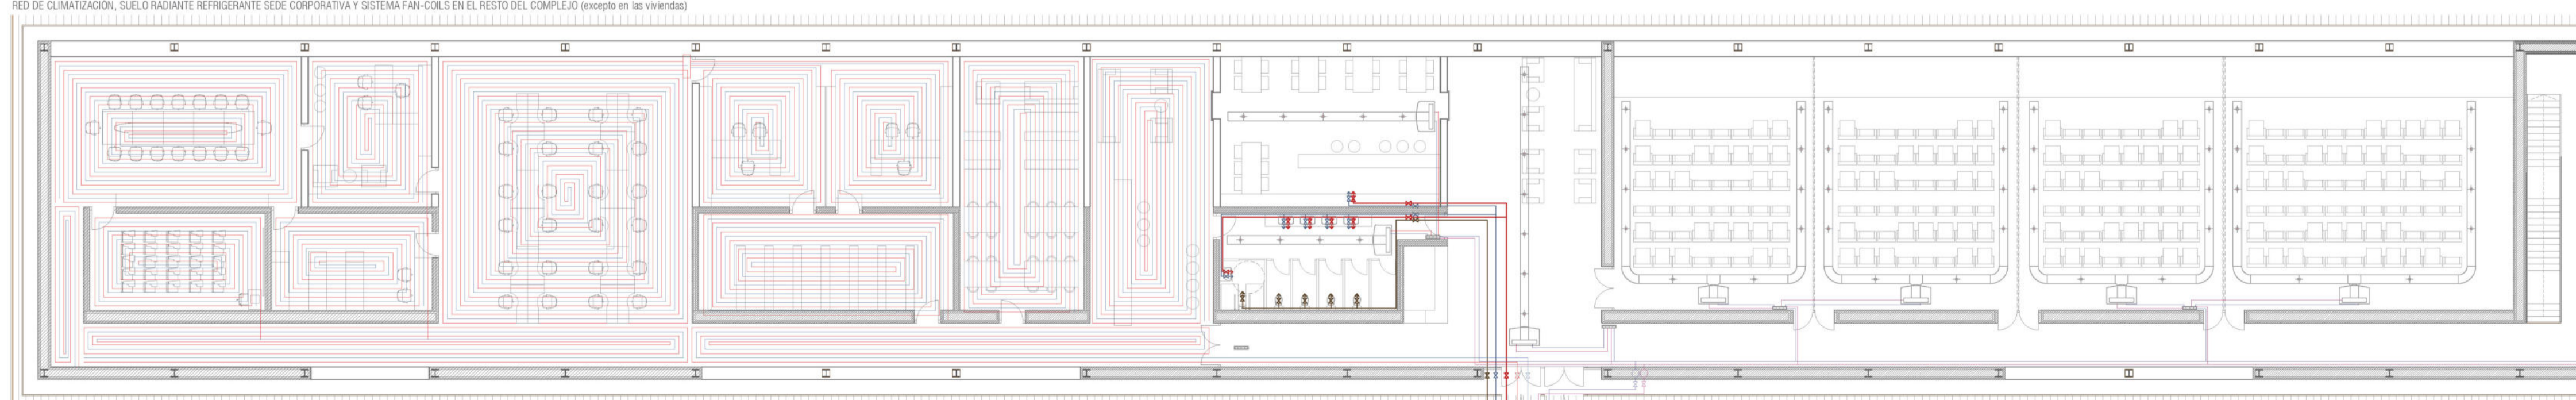 RED DE CLIMATIZACIÓN, SUELO RADIANTE REFRIGERANTE SEDE CORPORATIVA Y SISTEMA FAN-COILS EN EL RESTO DEL COMPLEJO (excepto en las viviendas)